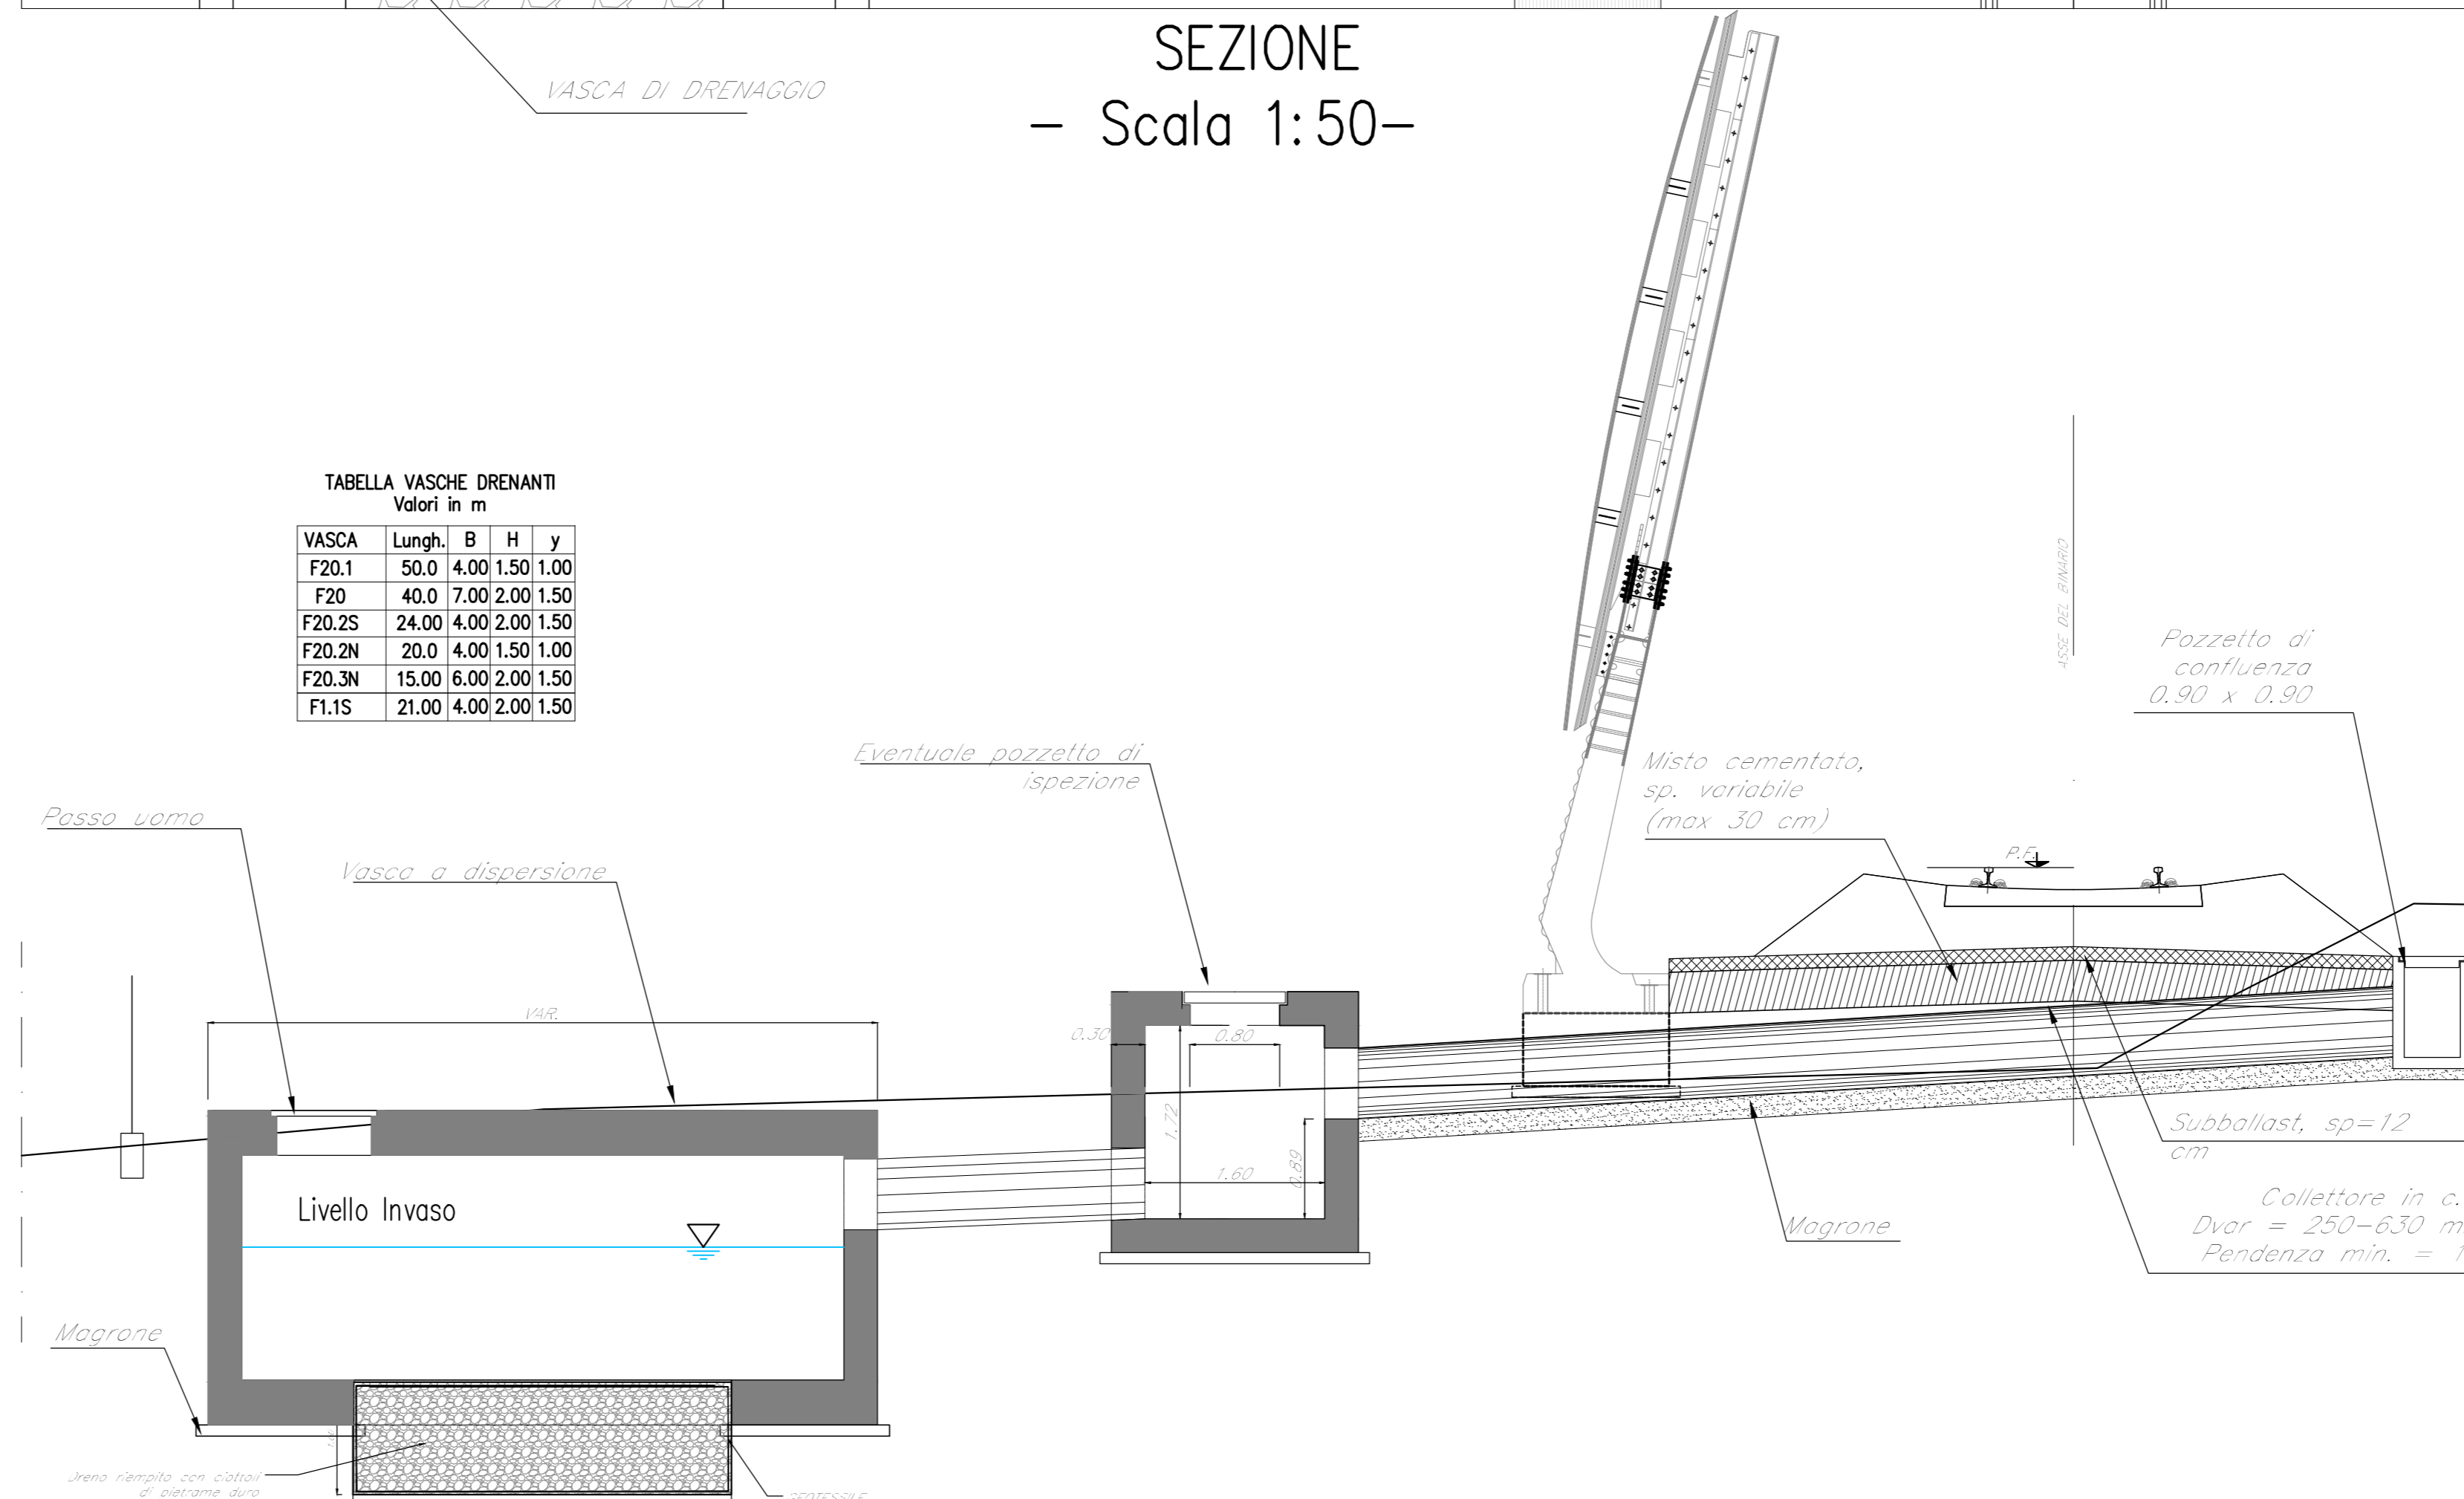 VASCA DI DRENAGGIO
SEZIONE
- Scala 1:50-
TABELLA VASCHE DRENANTI
Valori in m
VASCA Lungh. B H y
F20.1 50.0 4.00 1.50 1.00
F20 40.0 7.00 2.00 1.50
F20.2S 24.00 4.00 2.00 1.50
F20.2N 20.0 4.00 1.50 1.00
F20.3N 15.00 6.00 2.00 1.50
F1.1S 21.00 4.00 2.00 1.50
ASSE DEL BINARIO
Pozzetto di
confluenza
0.90 x 0.90
Eventuale pozzetto di
ispezione
Misto cementato,
sp. variabile
(max 30 cm)
Passo uomo
Vasca a dispersione
P.F.
VAR.
0.30
0.80
1.72
1.60
0.89
Livello Invaso
Subballast, sp=12
cm
Collettore in c.
Dvar = 250-630 m
Pendenza min. = 1
Magrone
Magrone
Dreno riempito con ciottoli
di pietrame duro
GEOTESSILE